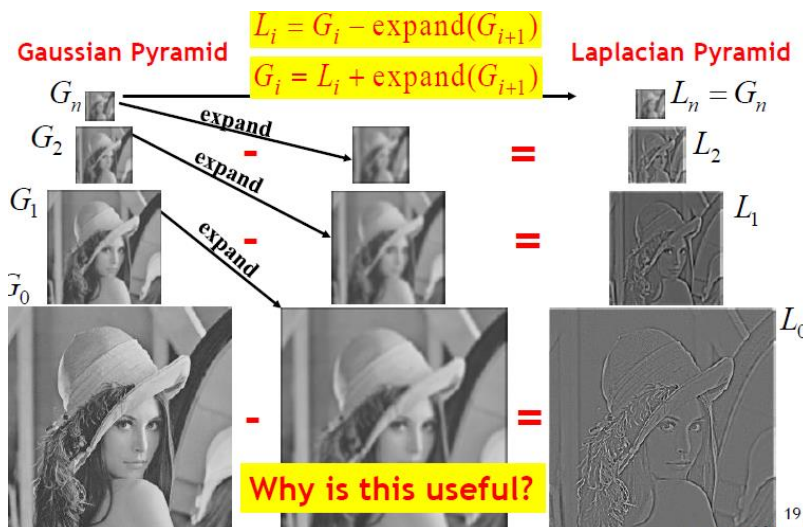 L_i = G_i − expand(G_{i+1})
Gaussian Pyramid
Laplacian Pyramid
G_i = L_i + expand(G_{i+1})
G_n
L_n = G_n
expand
G_2
-
=
L_2
expand
G_1
-
=
L_1
expand
G_0
L_0
-
=
Why is this useful?
19